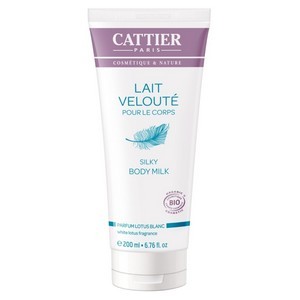 CATTIER
PARIS
COSMÉTIQUE & NATURE
LAIT
VELOUTÉ
POUR LE CORPS
SILKY
BODY MILK
BIO
PARFUM LOTUS BLANC
white lotus fragrance
e 200 ml • 6.76 fl. oz